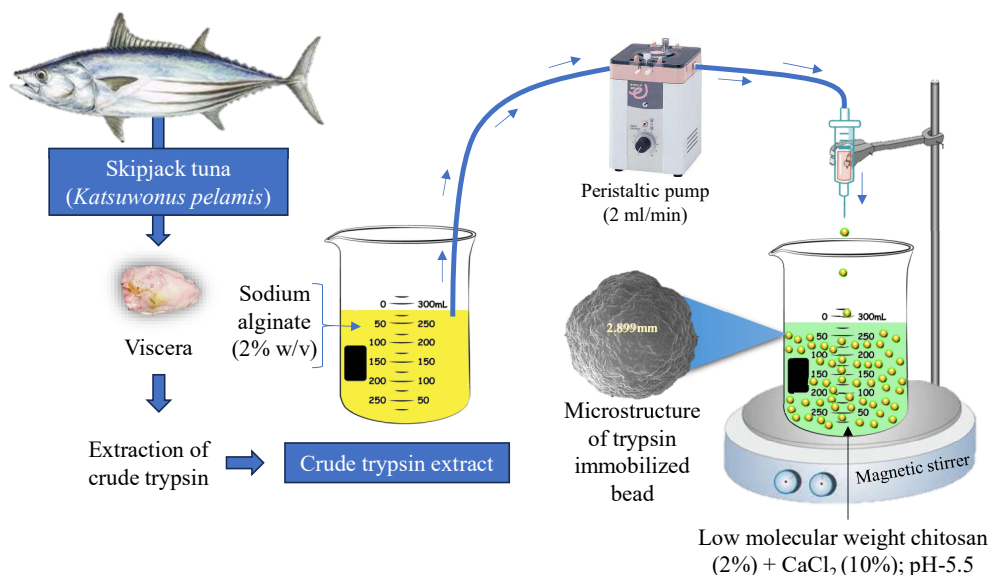 Skipjack tuna
(Katsuwonus pelamis)
Viscera
Extraction of
crude trypsin
Crude trypsin extract
Sodium
alginate
(2% w/v)
0 300mL
50 250
100 200
150 150
200 100
250 50
Peristaltic pump
(2 ml/min)
2.899mm
Microstructure
of trypsin
immobilized
bead
0 300mL
50 250
100 200
150 150
200 100
250 50
Magnetic stirrer
Low molecular weight chitosan
(2%) + CaCl₂ (10%); pH-5.5